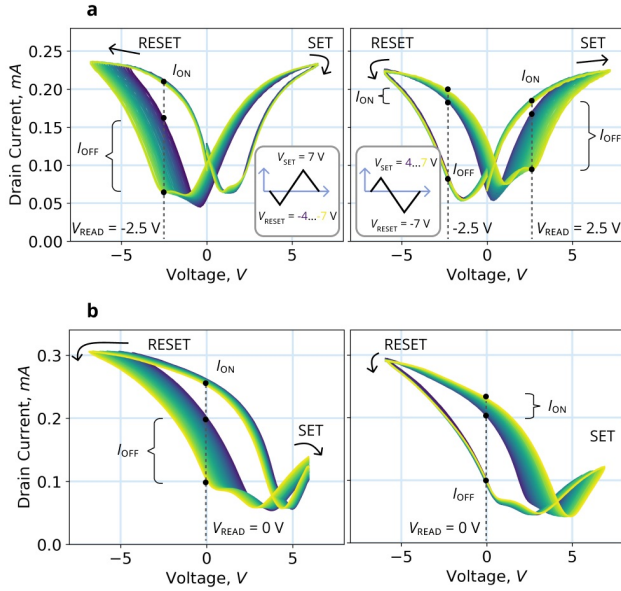 a
RESET
SET
I_ON
I_OFF
V_SET = 7 V
V_RESET = -4...-7 V
V_READ = -2.5 V
0.25
0.20
0.15
0.10
0.05
0.00
Drain Current, mA
−5
0
5
Voltage, V
RESET
SET
I_ON
I_ON
I_OFF
I_OFF
V_SET = 4...7 V
V_RESET = -7 V
-2.5 V
V_READ = 2.5 V
−5
0
5
Voltage, V
b
RESET
I_ON
SET
I_OFF
V_READ = 0 V
0.3
0.2
0.1
0.0
Drain Current, mA
−5
0
5
Voltage, V
RESET
I_ON
SET
I_OFF
V_READ = 0 V
−5
0
5
Voltage, V